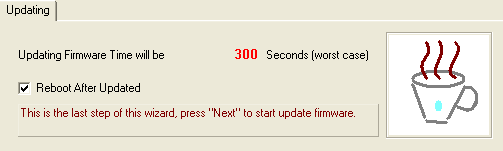 Updating
Updating Firmware Time will be 300 Seconds (worst case)
Reboot After Updated
This is the last step of this wizard, press "Next" to start update firmware.